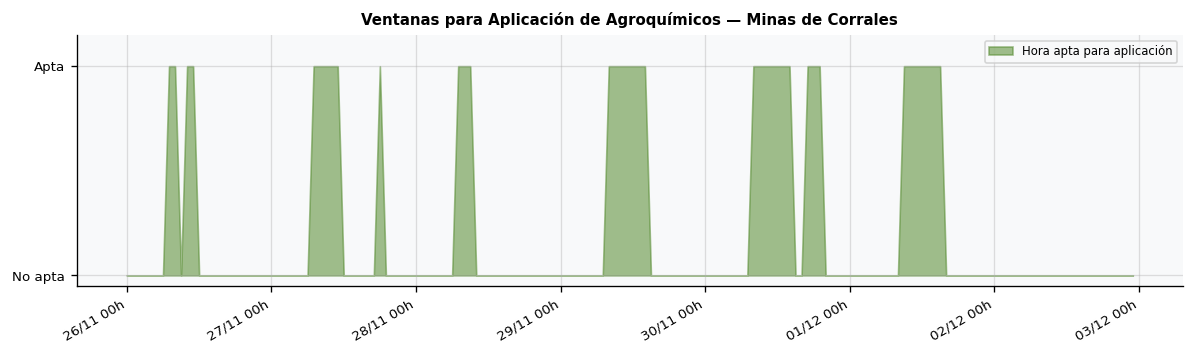 Ventanas para Aplicación de Agroquímicos — Minas de Corrales
Hora apta para aplicación
Apta
No apta
26/11 00h
27/11 00h
28/11 00h
29/11 00h
30/11 00h
01/12 00h
02/12 00h
03/12 00h